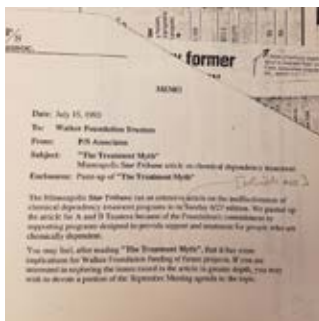 P/S
ASSOC.
former
MEMO
Date: July 15, 1993
To: Walker Foundation Trustees
From: P/S Associates
Subject: "The Treatment Myth"
Minneapolis Star Tribune article on chemical dependency treatment
Enclosure: Paste-up of "The Treatment Myth"
The Minneapolis Star Tribune ran an extensive article on the ineffectiveness of
chemical dependency treatment programs in its Sunday 6/27 edition. We pasted up
the article for A and B Trustees because of the Foundation's commitment to
supporting programs designed to provide support and treatment for people who are
chemically dependent.
You may feel, after reading "The Treatment Myth", that it has some
implications for Walker Foundation funding of future projects. If you are
interested in exploring the issues raised in the article in greater depth, you may
wish to devote a portion of the September Meeting agenda to the topic.